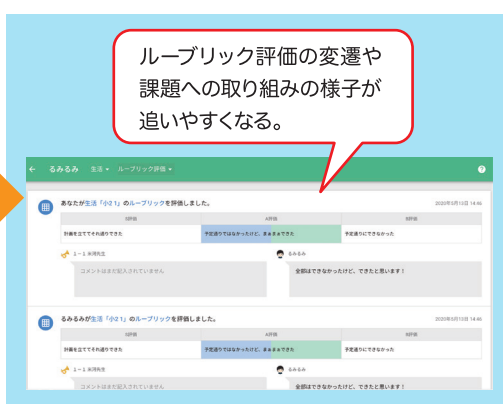 ルーブリック評価の変遷や
課題への取り組みの様子が
追いやすくなる。
← るみるみ 生活 ▾ ルーブリック評価 ▾ ?
あなたが生活「小2 1」のルーブリックを評価しました。 2020年5月13日 14:46
S評価 A評価 B評価
計画を立ててそれ通りできた 予定通りではなかったけど、まぁまぁできた 予定通りにできなかった
1-1 米河先生 るみるみ
コメントはまだ記入されていません 全部はできなかったけど、できたと思います!
るみるみが生活「小2 1」のルーブリックを評価しました。 2020年5月13日 14:46
S評価 A評価 B評価
計画を立ててそれ通りできた 予定通りではなかったけど、まぁまぁできた 予定通りにできなかった
1-1 米河先生 るみるみ
コメントはまだ記入されていません 全部はできなかったけど、できたと思います!